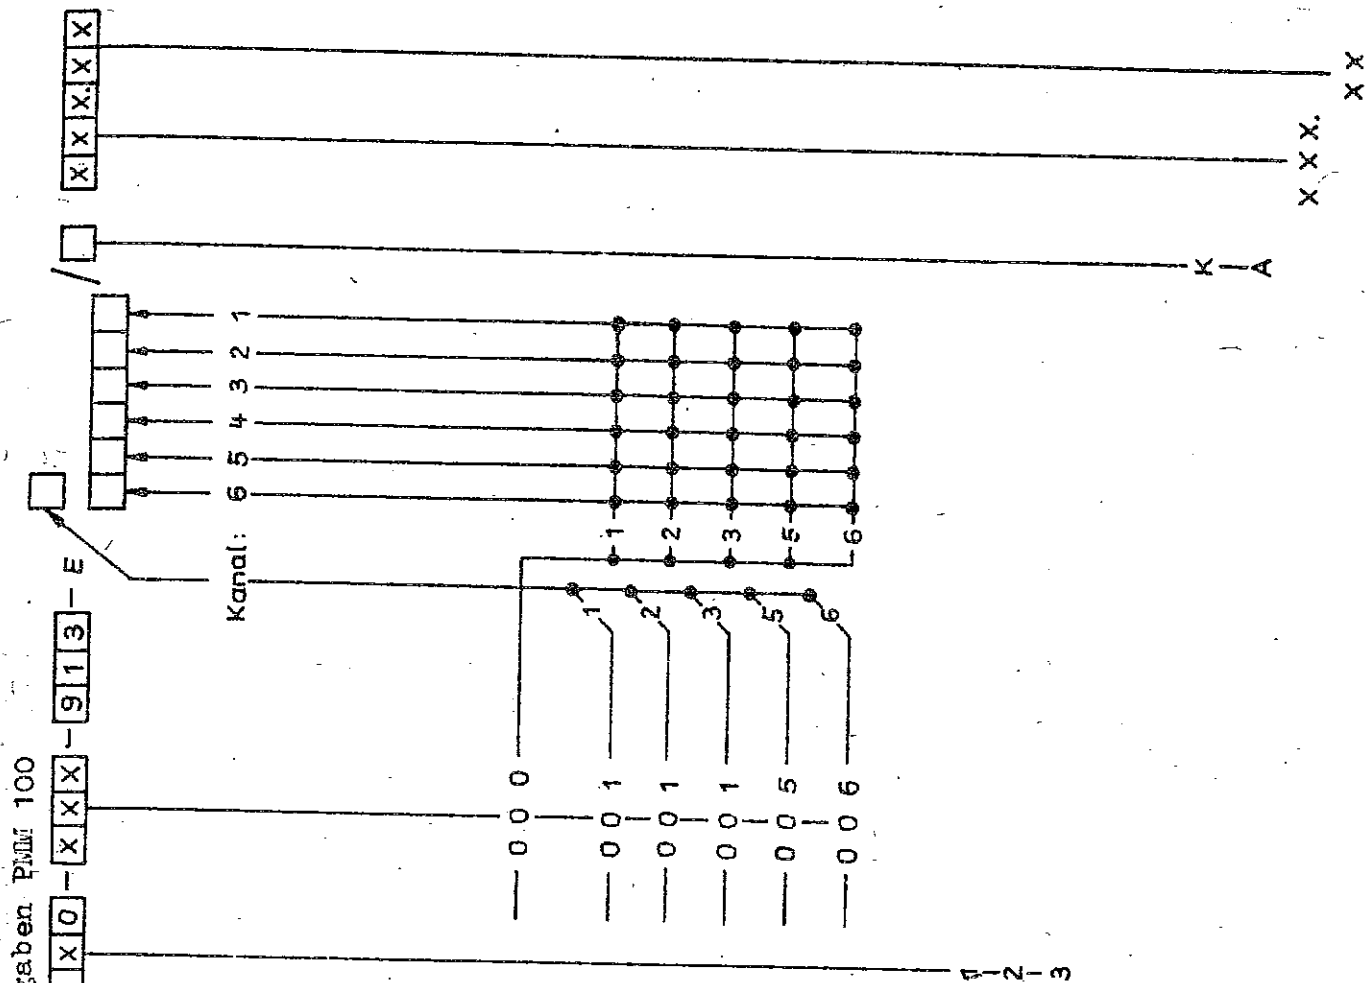 gaben PMM 100
X 0 - X X X - 9 1 3 - E / X X X. X X
Kanal: 6 5 4 3 2 1
0 0 0
0 0 1 1 1
0 0 1 2 2
0 0 1 3 3
0 0 5 5 5
0 0 6 6 6
1
2
3
K
A
X X X.
X X